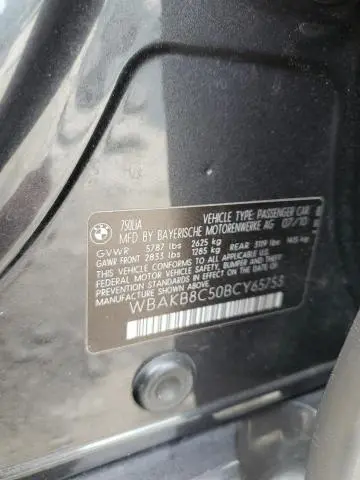 BMW
750LiA VEHICLE TYPE: PASSENGER CAR
MFD BY BAYERISCHE MOTORENWERKE AG 07/10
GVWR 5787 lbs 2625 kg
GAWR FRONT 2833 lbs 1285 kg REAR 3109 lbs kg
THIS VEHICLE CONFORMS TO ALL APPLICABLE
FEDERAL MOTOR VEHICLE SAFETY, BUMPER AND
THEFT PREVENTION STANDARDS IN EFFECT ON THE DATE OF
MANUFACTURE SHOWN ABOVE.
WBAKB8C50BCY65753